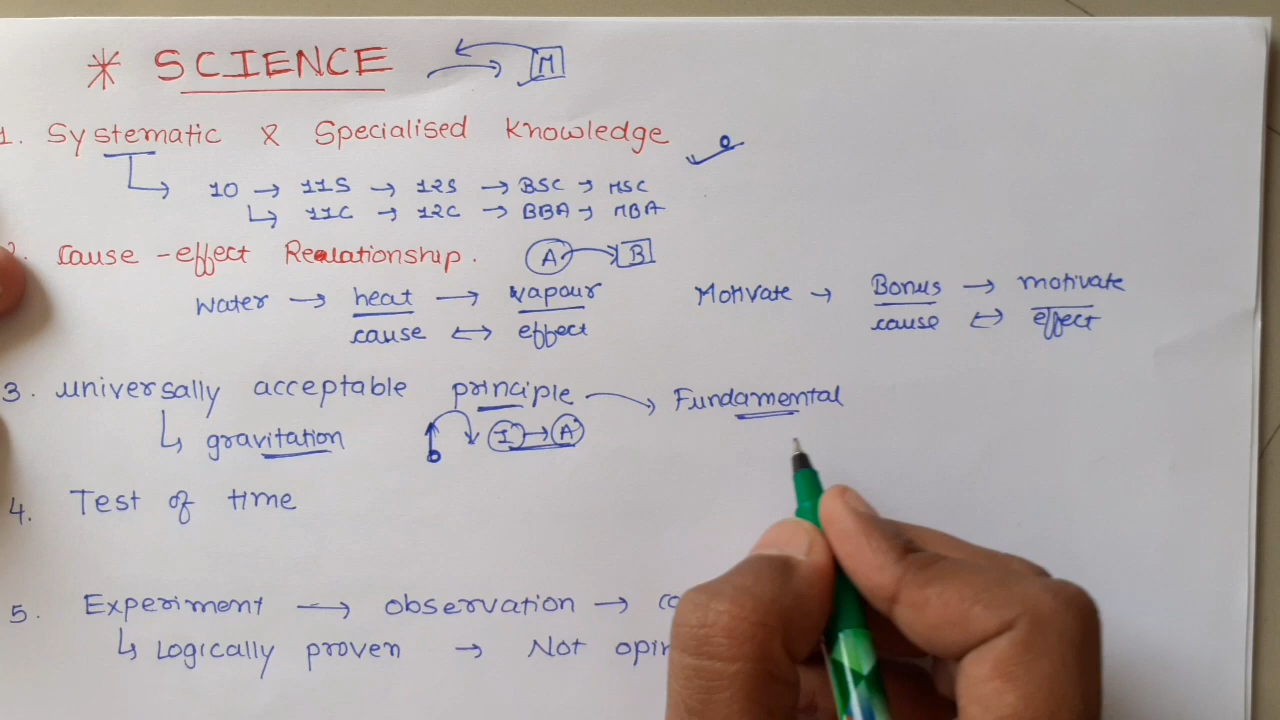 * SCIENCE M
1. Systematic & Specialised Knowledge
10 → 11S → 12S → BSC → MSC
↳ 11C → 12C → BBA → MBA
2. Cause-effect Relationship. A → B
Water → heat → vapour Motivate → Bonus → motivate
cause ↔ effect cause ↔ effect
3. universally acceptable principle → Fundamental
↳ gravitation I → A
4. Test of time
5. Experiment → observation →
↳ Logically proven → Not